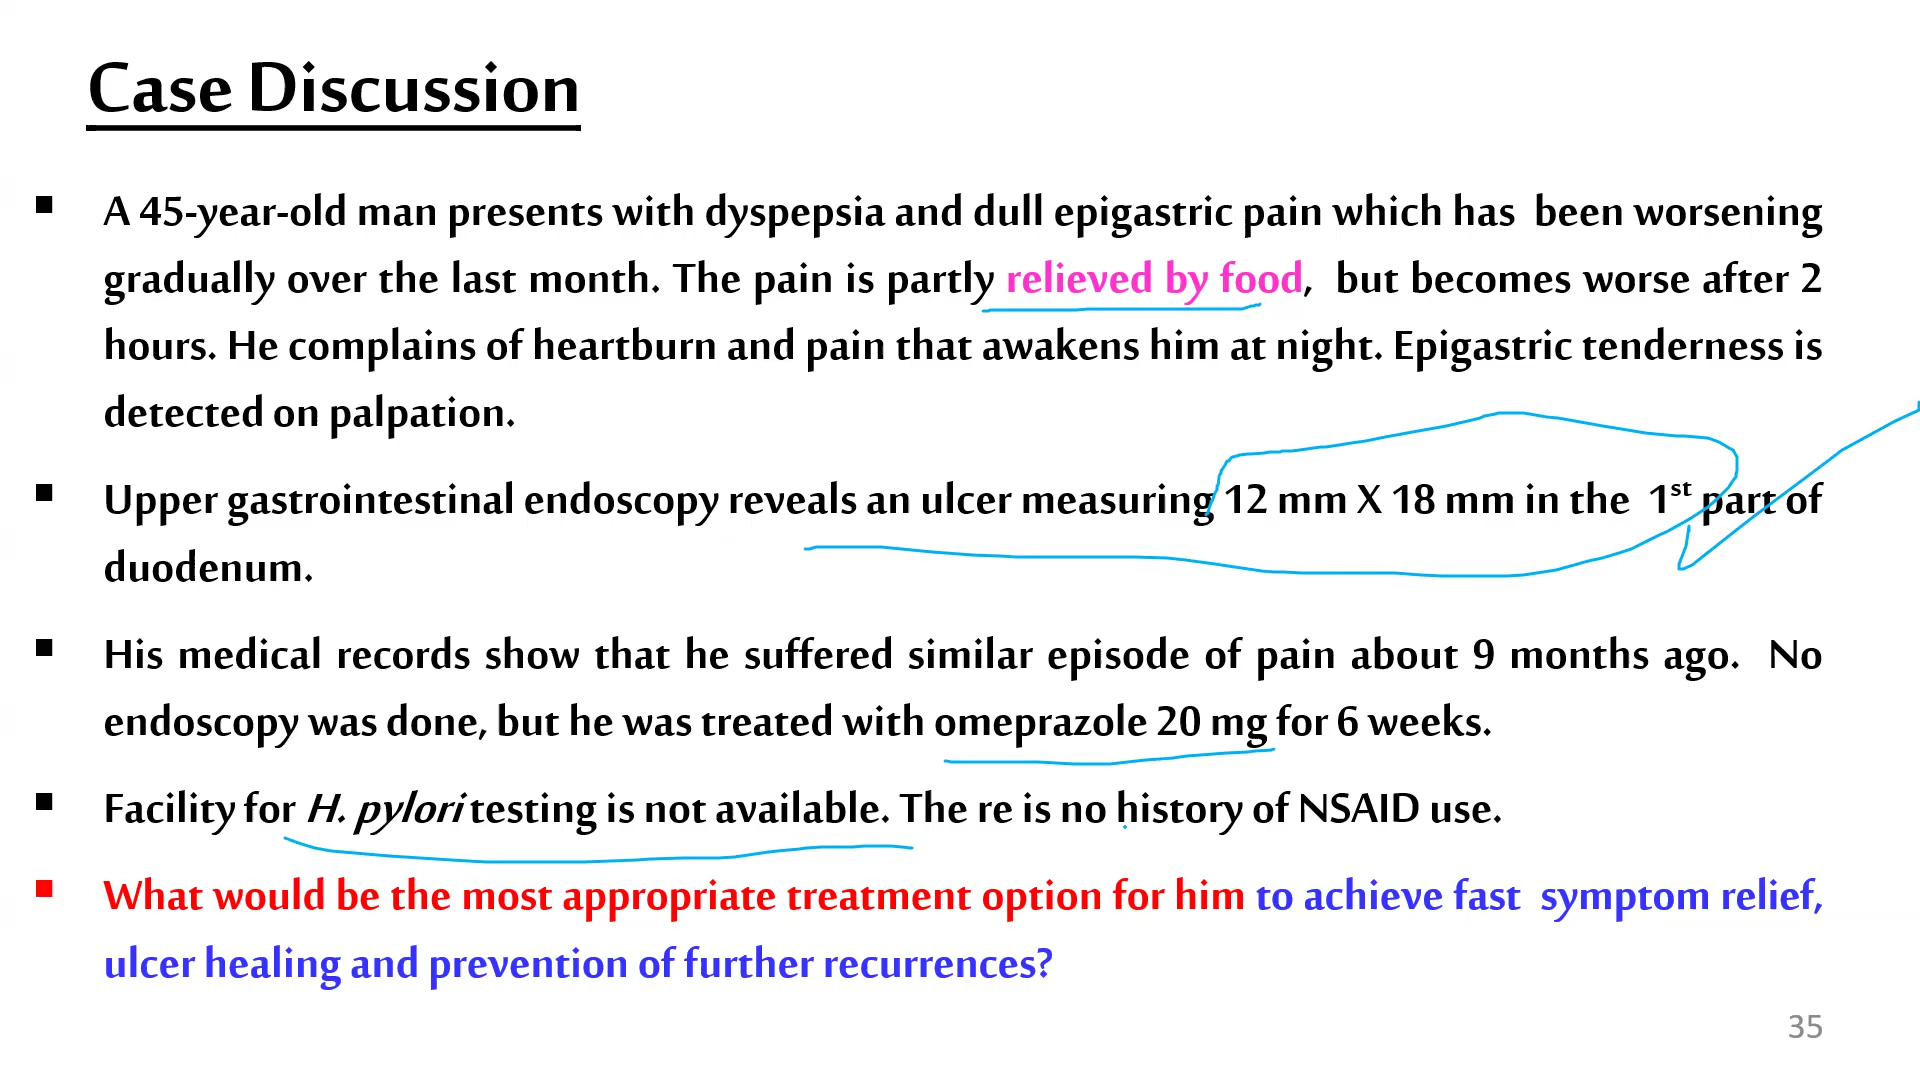 Case Discussion
▪ A 45-year-old man presents with dyspepsia and dull epigastric pain which has been worsening
gradually over the last month. The pain is partly relieved by food, but becomes worse after 2
hours. He complains of heartburn and pain that awakens him at night. Epigastric tenderness is
detected on palpation.
▪ Upper gastrointestinal endoscopy reveals an ulcer measuring 12 mm X 18 mm in the 1st part of
duodenum.
▪ His medical records show that he suffered similar episode of pain about 9 months ago. No
endoscopy was done, but he was treated with omeprazole 20 mg for 6 weeks.
▪ Facility for H. pylori testing is not available. The re is no history of NSAID use.
▪ What would be the most appropriate treatment option for him to achieve fast symptom relief,
ulcer healing and prevention of further recurrences?
35